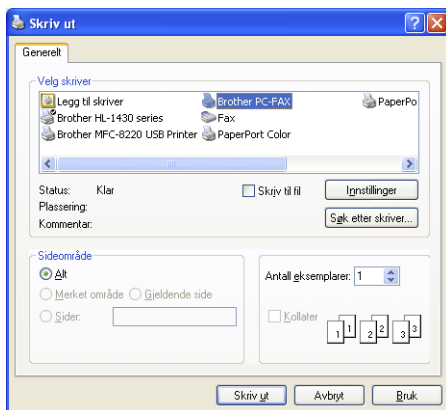 Skriv ut
Generelt
Velg skriver
Legg til skriver Brother PC-FAX PaperPo
Brother HL-1430 series Fax
Brother MFC-8220 USB Printer PaperPort Color
Status: Klar Skriv til fil Innstillinger
Plassering:
Kommentar: Søk etter skriver...
Sideområde
Alt Antall eksemplarer: 1
Merket område Gjeldende side
Sider: Kollater
1 1 2 2 3 3
Skriv ut Avbryt Bruk